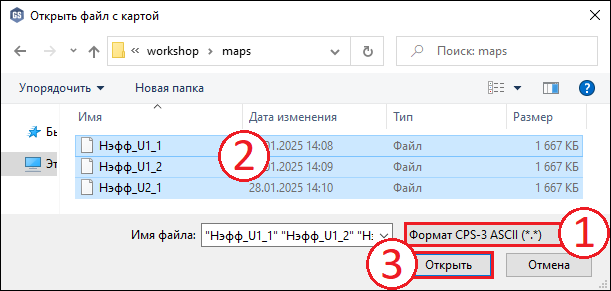 GS Открыть файл с картой
« workshop › maps
Поиск: maps
Упорядочить Новая папка
Имя Дата изменения Тип Размер
Бы
Эт
Нэфф_U1_1 .01.2025 14:08 Файл 1 667 КБ
Нэфф_U1_2 .01.2025 14:09 Файл 1 667 КБ
Нэфф_U2_1 28.01.2025 14:10 Файл 1 667 КБ
2
Имя файла: "Нэфф_U1_1" "Нэфф_U1_2" "Нэ
Формат CPS-3 ASCII (*.*)
1
3
Открыть Отмена